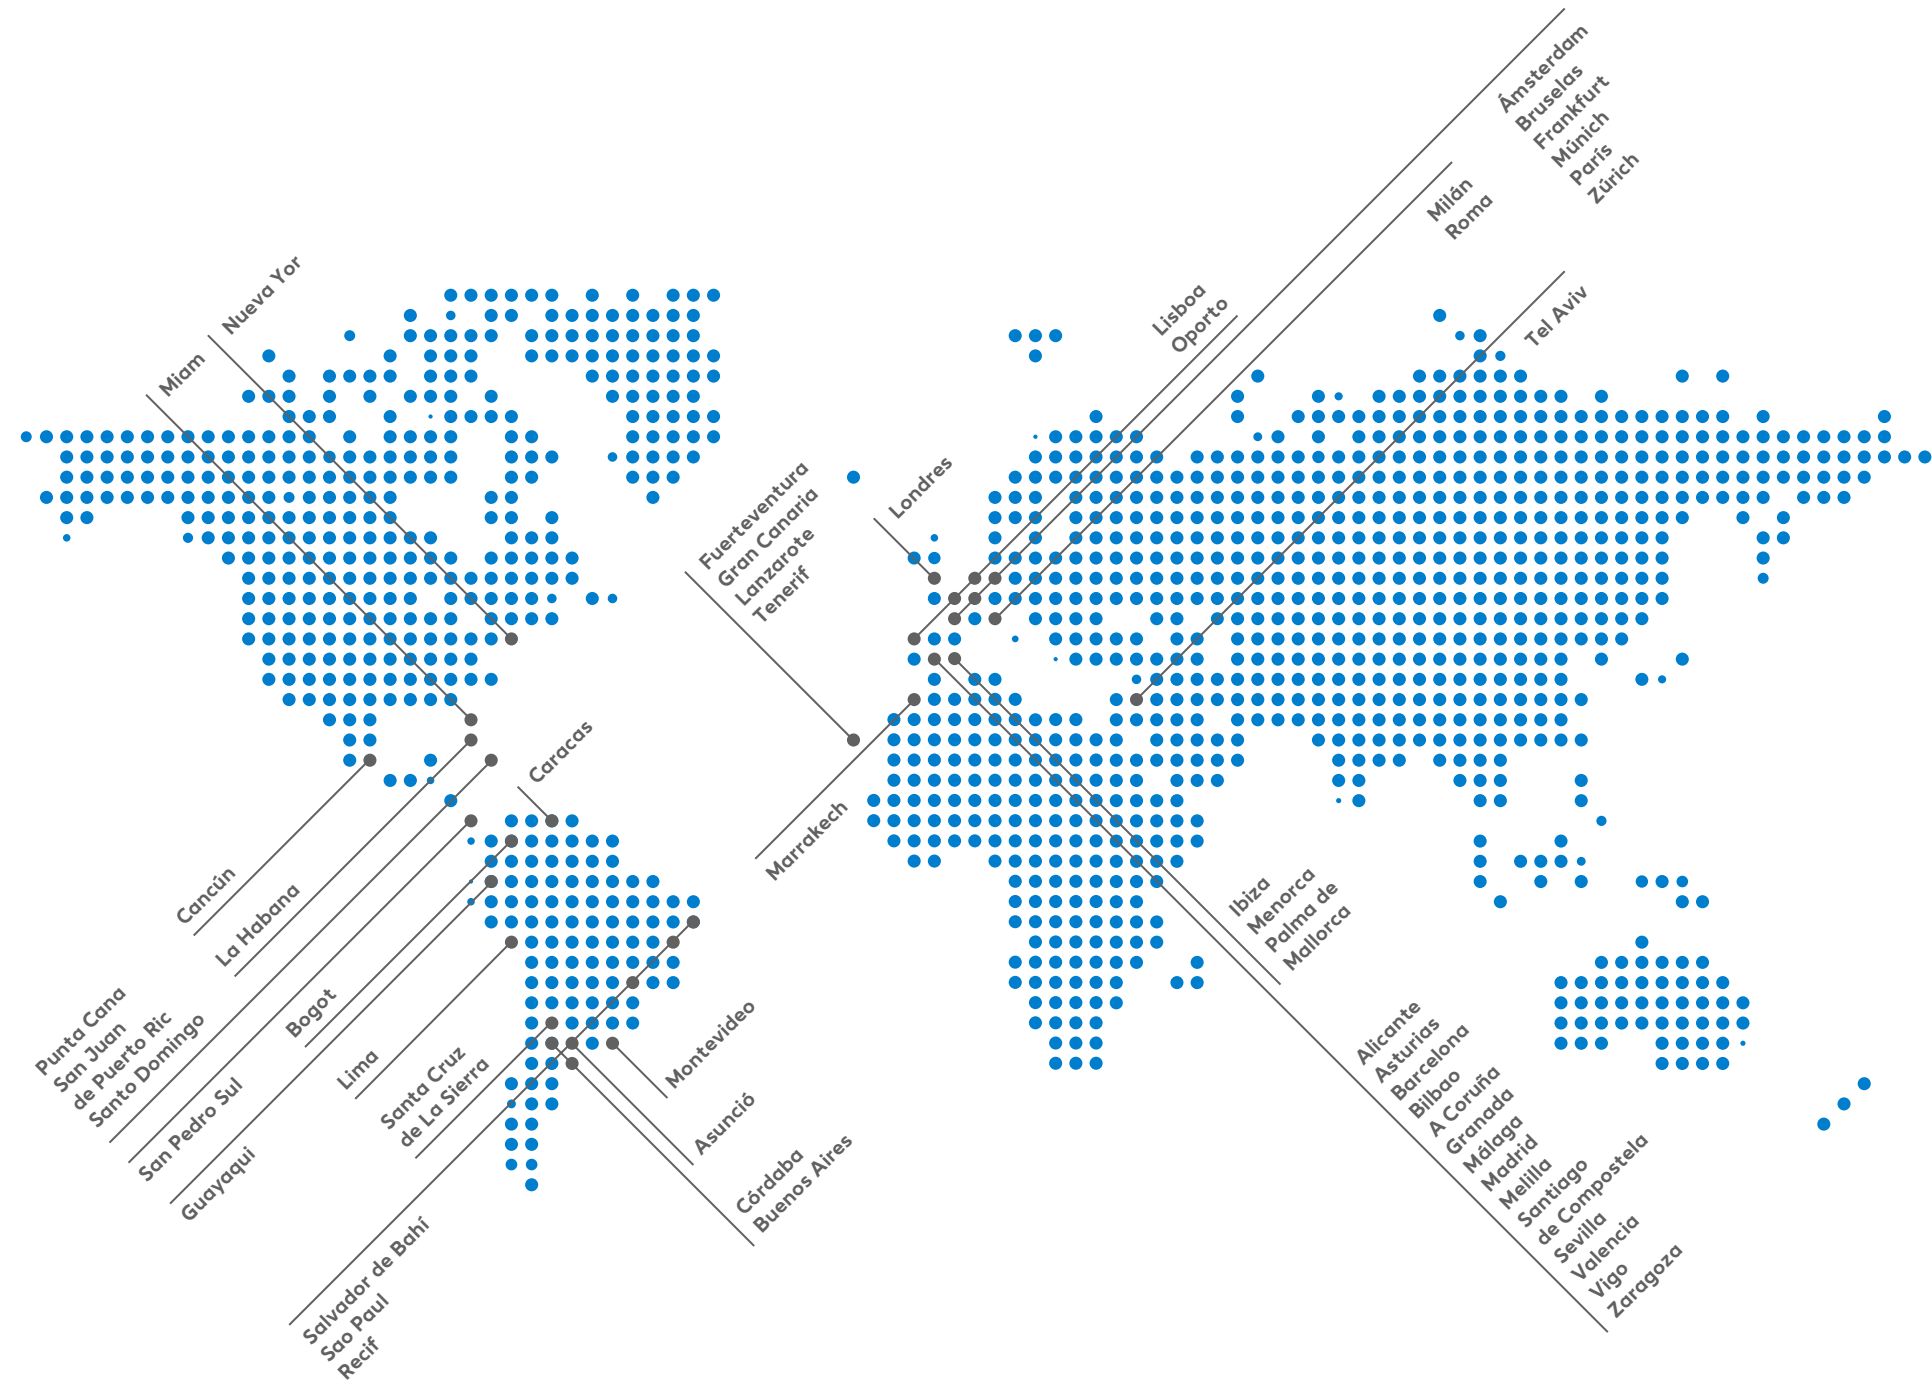 Ámsterdam
Bruselas
Frankfurt
Múnich
París
Zúrich
Milán
Roma
Nueva Yor
Miam
Lisboa
Oporto
Tel Aviv
Londres
Fuerteventura
Gran Canaria
Lanzarote
Tenerif
Caracas
Marrakech
Cancún
La Habana
Ibiza
Menorca
Palma de
Mallorca
Punta Cana
San Juan
de Puerto Ric
Santo Domingo
Bogot
San Pedro Sul
Guayaqui
Lima
Santa Cruz
de La Sierra
Montevideo
Asunció
Córdaba
Buenos Aires
Salvador de Bahí
Sao Paul
Recif
Alicante
Asturias
Barcelona
Bilbao
A Coruña
Granada
Málaga
Madrid
Melilla
Santiago
de Compostela
Sevilla
Valencia
Vigo
Zaragoza